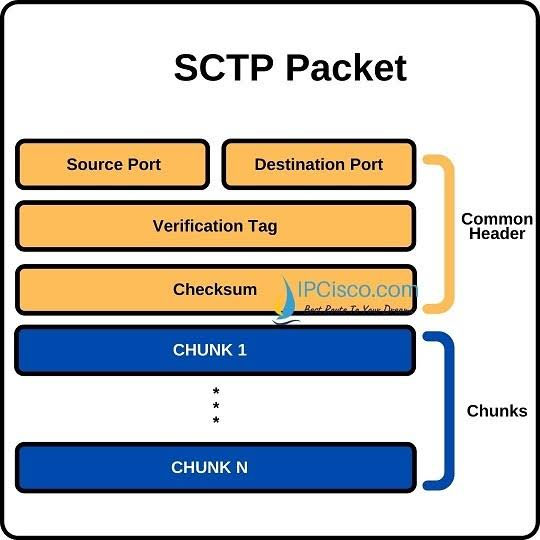 SCTP Packet
Source Port
Destination Port
Verification Tag
Common
Header
Checksum
IPCisco.com
Best Route To Your Dreams
CHUNK 1
*
*
*
Chunks
CHUNK N